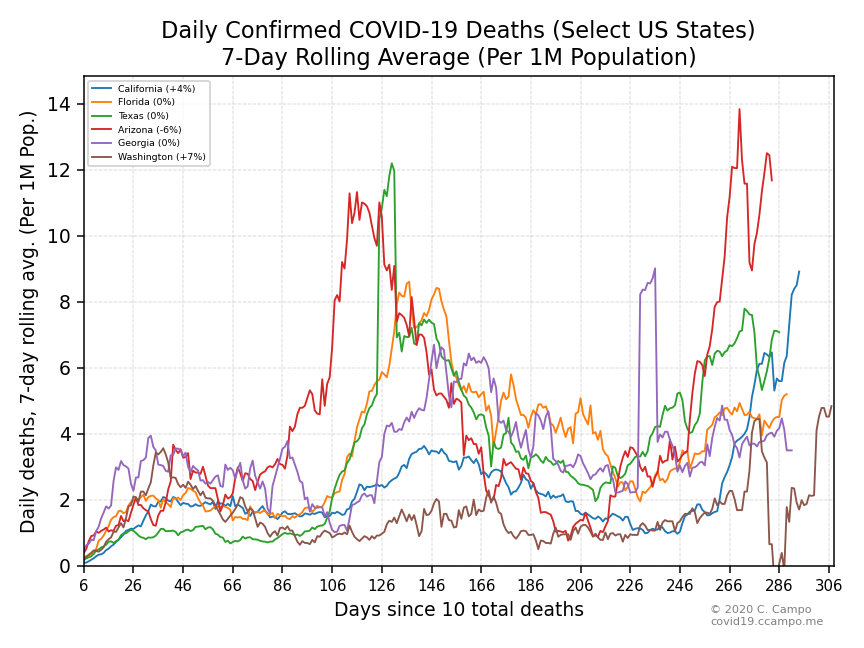 Daily Confirmed COVID-19 Deaths (Select US States)
7-Day Rolling Average (Per 1M Population)
Daily deaths, 7-day rolling avg. (Per 1M Pop.)
14
12
10
8
6
4
2
0
California (+4%)
Florida (0%)
Texas (0%)
Arizona (-6%)
Georgia (0%)
Washington (+7%)
6 26 46 66 86 106 126 146 166 186 206 226 246 266 286 306
Days since 10 total deaths
© 2020 C. Campo
covid19.ccampo.me